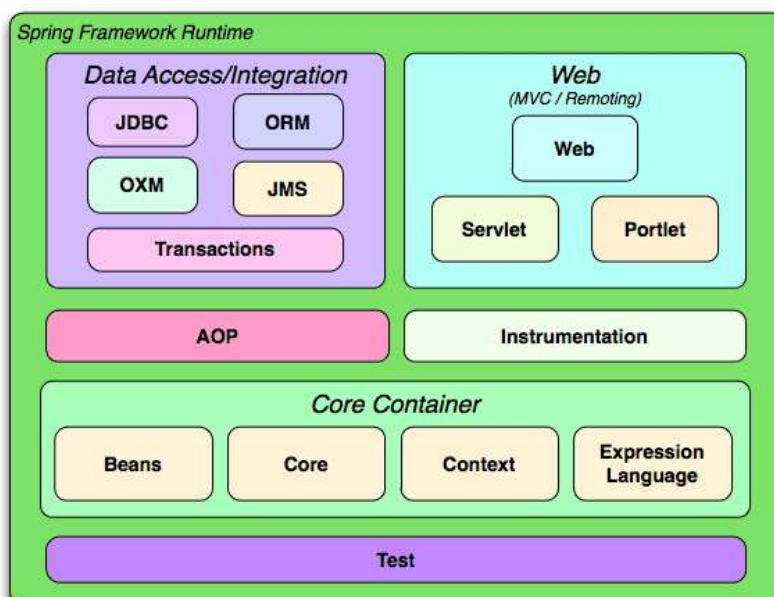 Spring Framework Runtime
Data Access/Integration
JDBC
ORM
OXM
JMS
Transactions
Web
(MVC / Remoting)
Web
Servlet
Portlet
AOP
Instrumentation
Core Container
Beans
Core
Context
Expression
Language
Test